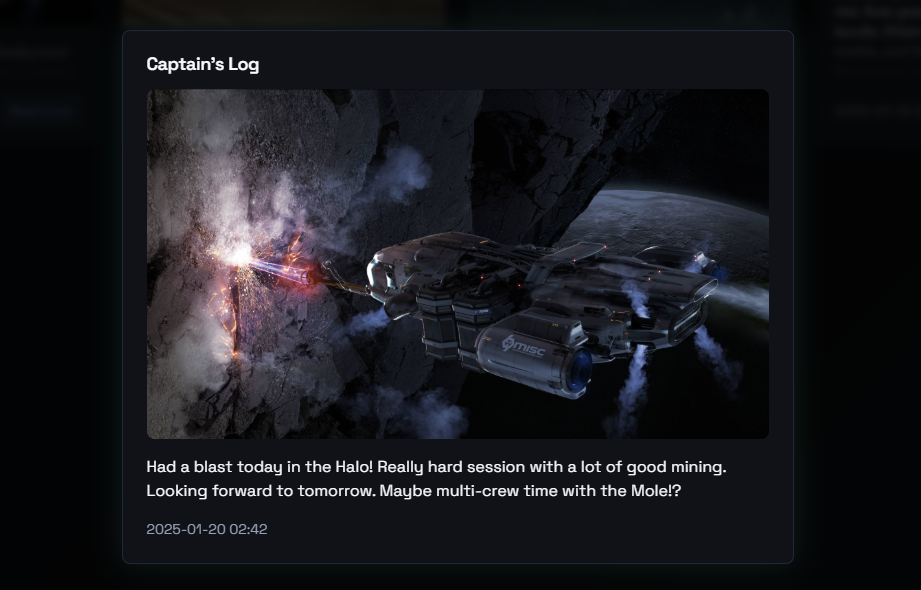 Captain's Log
MISC
Had a blast today in the Halo! Really hard session with a lot of good mining.
Looking forward to tomorrow. Maybe multi-crew time with the Mole!?
2025-01-20 02:42